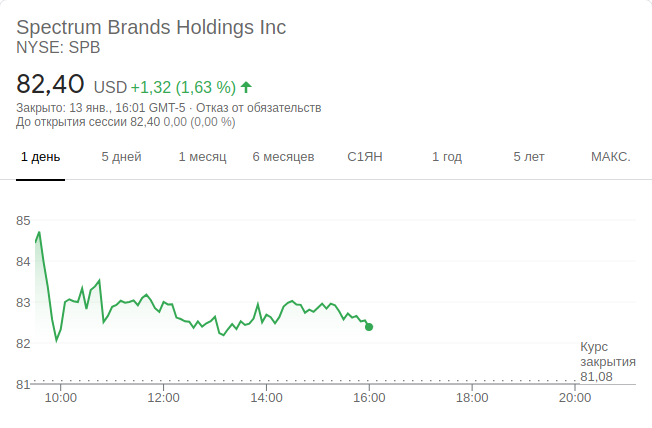 Spectrum Brands Holdings Inc
NYSE: SPB
82,40 USD +1,32 (1,63 %)
Закрыто: 13 янв., 16:01 GMT-5 · Отказ от обязательств
До открытия сессии 82,40 0,00 (0,00 %)
1 день 5 дней 1 месяц 6 месяцев С1ЯН 1 год 5 лет МАКС.
85
84
83
82
Курс
закрытия
81,08
81
10:00 12:00 14:00 16:00 18:00 20:00